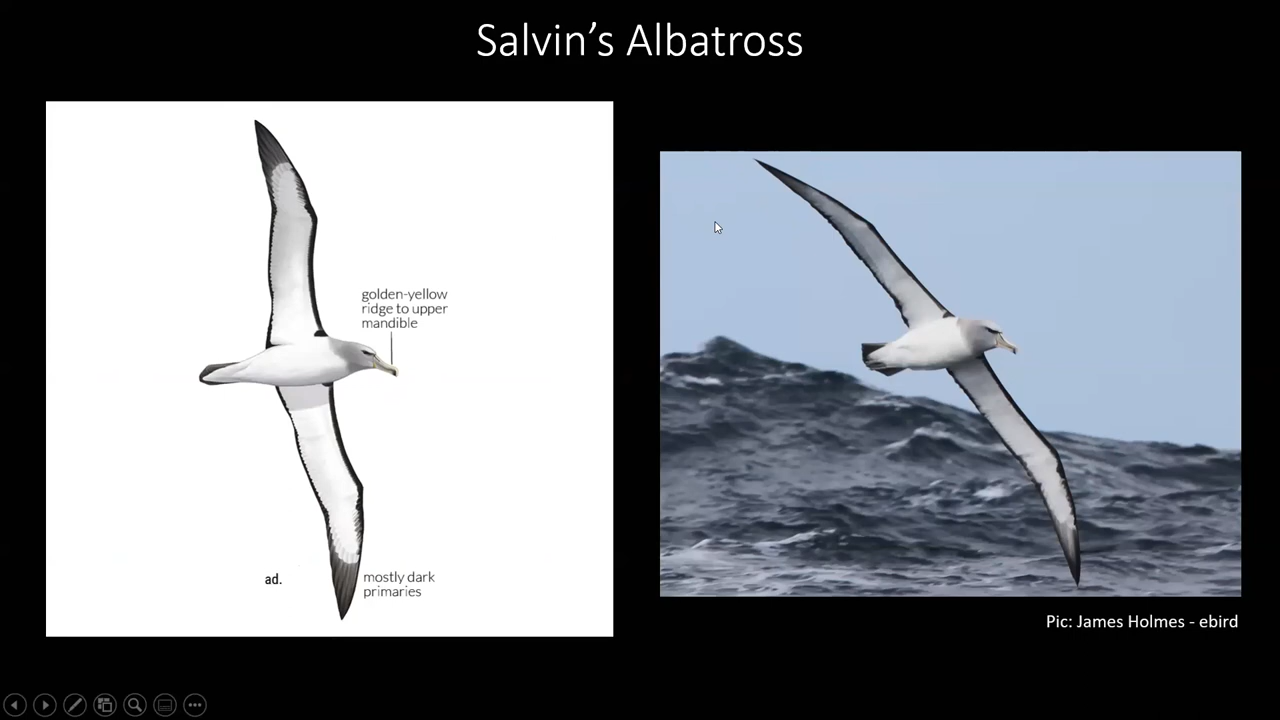 Salvin's Albatross
golden-yellow
ridge to upper
mandible
ad.
mostly dark
primaries
Pic: James Holmes - ebird